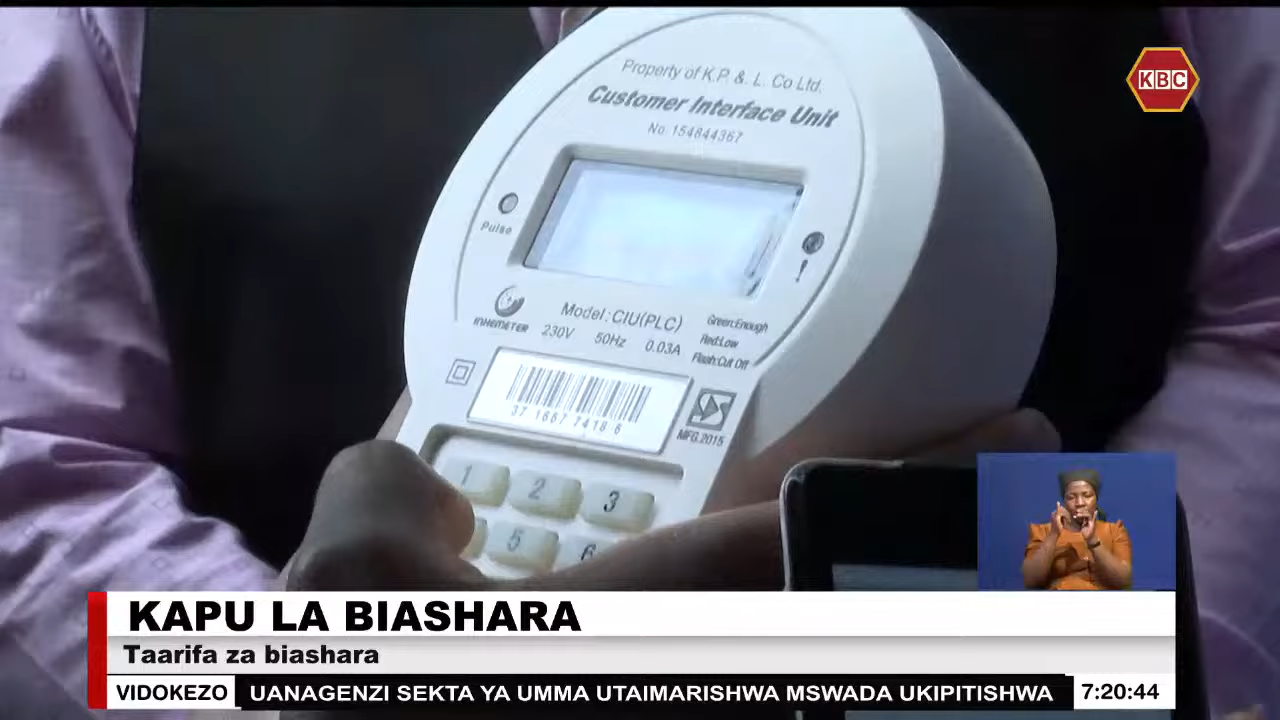 KBC
Property of K.P. & L. Co Ltd.
Customer Interface Unit
No. 154844367
Pulse
!
INHEMETER
Model: CIU(PLC)
230V 50Hz 0.03A
Green:Enough
Red:Low
Flash:Cut Off
37 1667 7418 6
MFG.2015
1 2 3
5 6
KAPU LA BIASHARA
Taarifa za biashara
VIDOKEZO UANAGENZI SEKTA YA UMMA UTAIMARISHWA MSWADA UKIPITISHWA 7:20:44